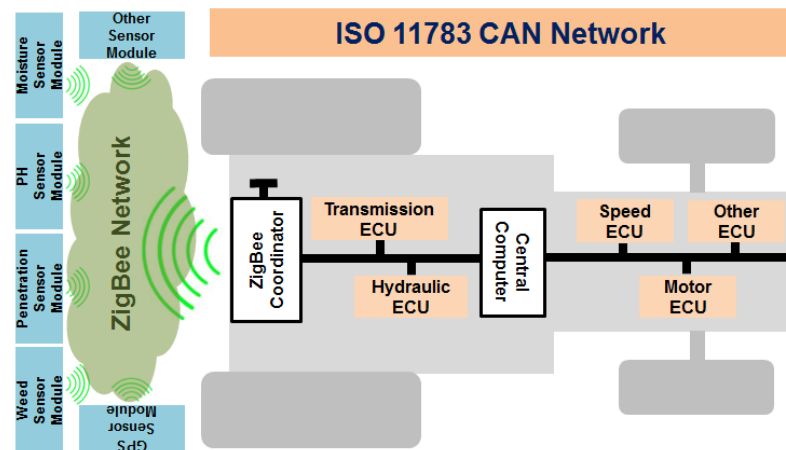 Other
Sensor
Module
ISO 11783 CAN Network
Moisture
Sensor
Module
PH
Sensor
Module
Penetration
Sensor
Module
Weed
Sensor
Module
ZigBee Network
GPS
Sensor
Module
ZigBee
Coordinator
Transmission
ECU
Hydraulic
ECU
Central
Computer
Speed
ECU
Other
ECU
Motor
ECU